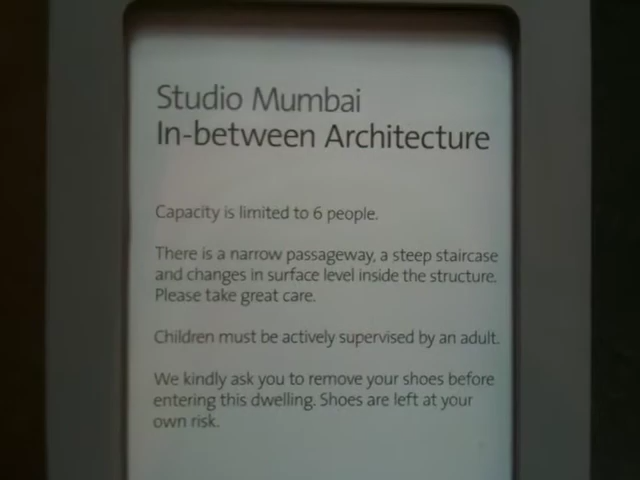 Studio Mumbai
In-between Architecture
Capacity is limited to 6 people.
There is a narrow passageway, a steep staircase
and changes in surface level inside the structure.
Please take great care.
Children must be actively supervised by an adult.
We kindly ask you to remove your shoes before
entering this dwelling. Shoes are left at your
own risk.